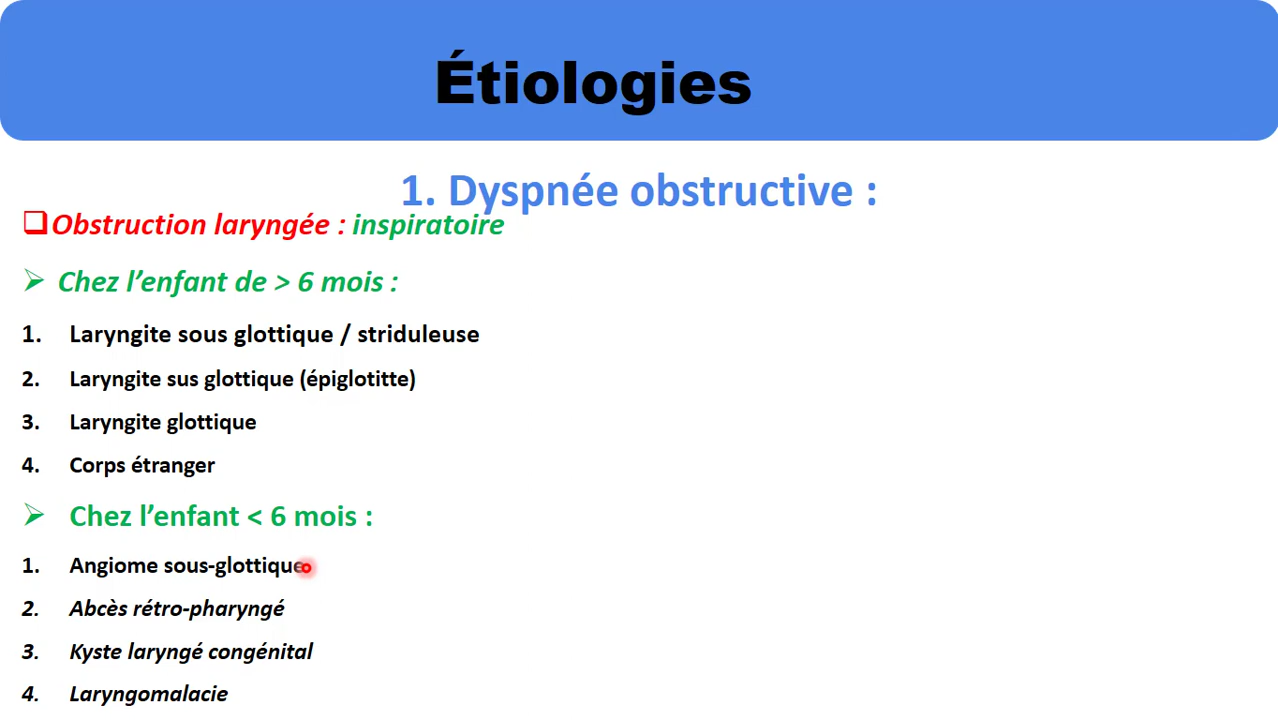 Étiologies
1. Dyspnée obstructive :
Obstruction laryngée : inspiratoire
Chez l’enfant de > 6 mois :
1. Laryngite sous glottique / striduleuse
2. Laryngite sus glottique (épiglotitte)
3. Laryngite glottique
4. Corps étranger
Chez l’enfant < 6 mois :
1. Angiome sous-glottique
2. Abcès rétro-pharyngé
3. Kyste laryngé congénital
4. Laryngomalacie